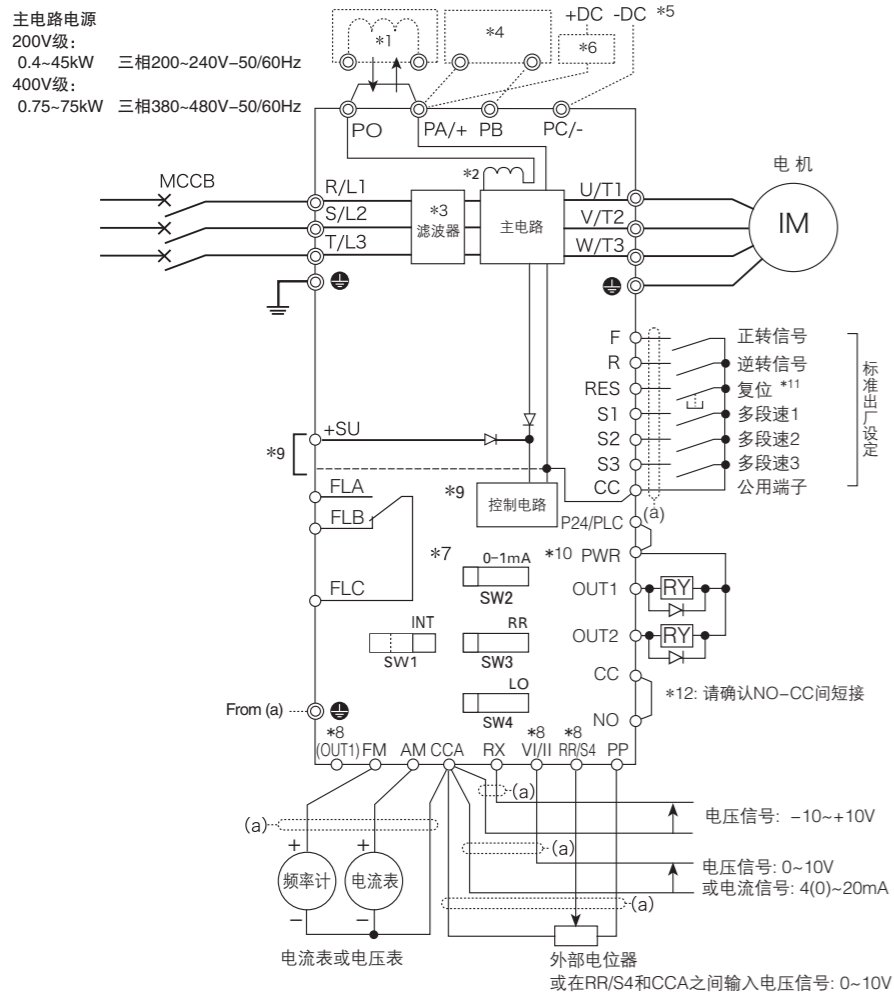 主电路电源
200V级:
0.4~45kW 三相200~240V-50/60Hz
400V级:
0.75~75kW 三相380~480V-50/60Hz
*1
*4
+DC -DC *5
*6
PO
PA/+
PB
PC/-
MCCB
R/L1
S/L2
T/L3
*3
滤波器
*2
主电路
U/T1
V/T2
W/T3
电 机
IM
F
正转信号
R
逆转信号
RES
复位 *11
S1
多段速1
S2
多段速2
S3
多段速3
CC
公用端子
标准出厂设定
(a)
+SU
*9
*9
控制电路
FLA
FLB
FLC
P24/PLC
*7
0-1mA
SW2
*10
PWR
OUT1
RY
OUT2
RY
INT
SW1
RR
SW3
LO
SW4
CC
NO
*12: 请确认NO-CC间短接
From (a)
*8
(OUT1)
FM
AM
CCA
RX
*8
VI/II
*8
RR/S4
PP
(a)
电压信号: -10~+10V
(a)
(a)
电压信号: 0~10V
或电流信号: 4(0)~20mA
(a)
+
频率计
−
+
电流表
−
电流表或电压表
外部电位器
或在RR/S4和CCA之间输入电压信号: 0~10V